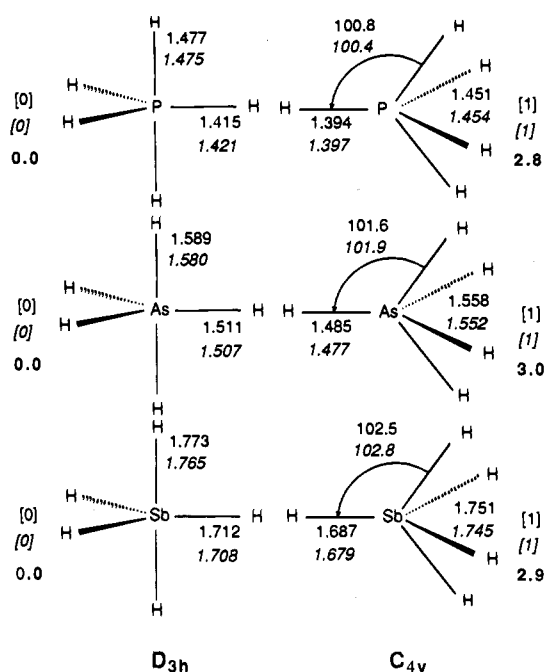 H 1.477 100.8 H
1.475 100.4
H H
[0] P H H P 1.451 [1]
[0] H 1.415 1.394 1.454 [1]
0.0 1.421 1.397 H 2.8
H H
H 1.589 101.6 H
1.580 101.9
H H
[0] As H H As 1.558 [1]
[0] H 1.511 1.485 1.552 [1]
0.0 1.507 1.477 H 3.0
H H
H 1.773 102.5 H
1.765 102.8
H H
[0] Sb H H Sb 1.751 [1]
[0] H 1.712 1.687 1.745 [1]
0.0 1.708 1.679 H 2.9
H H
D3h C4v